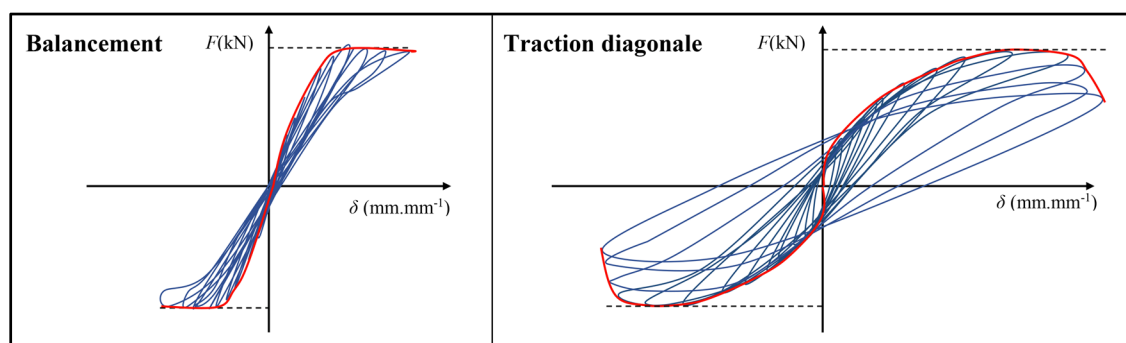 Balancement
F(kN)
δ (mm.mm⁻¹)
Traction diagonale
F(kN)
δ (mm.mm⁻¹)